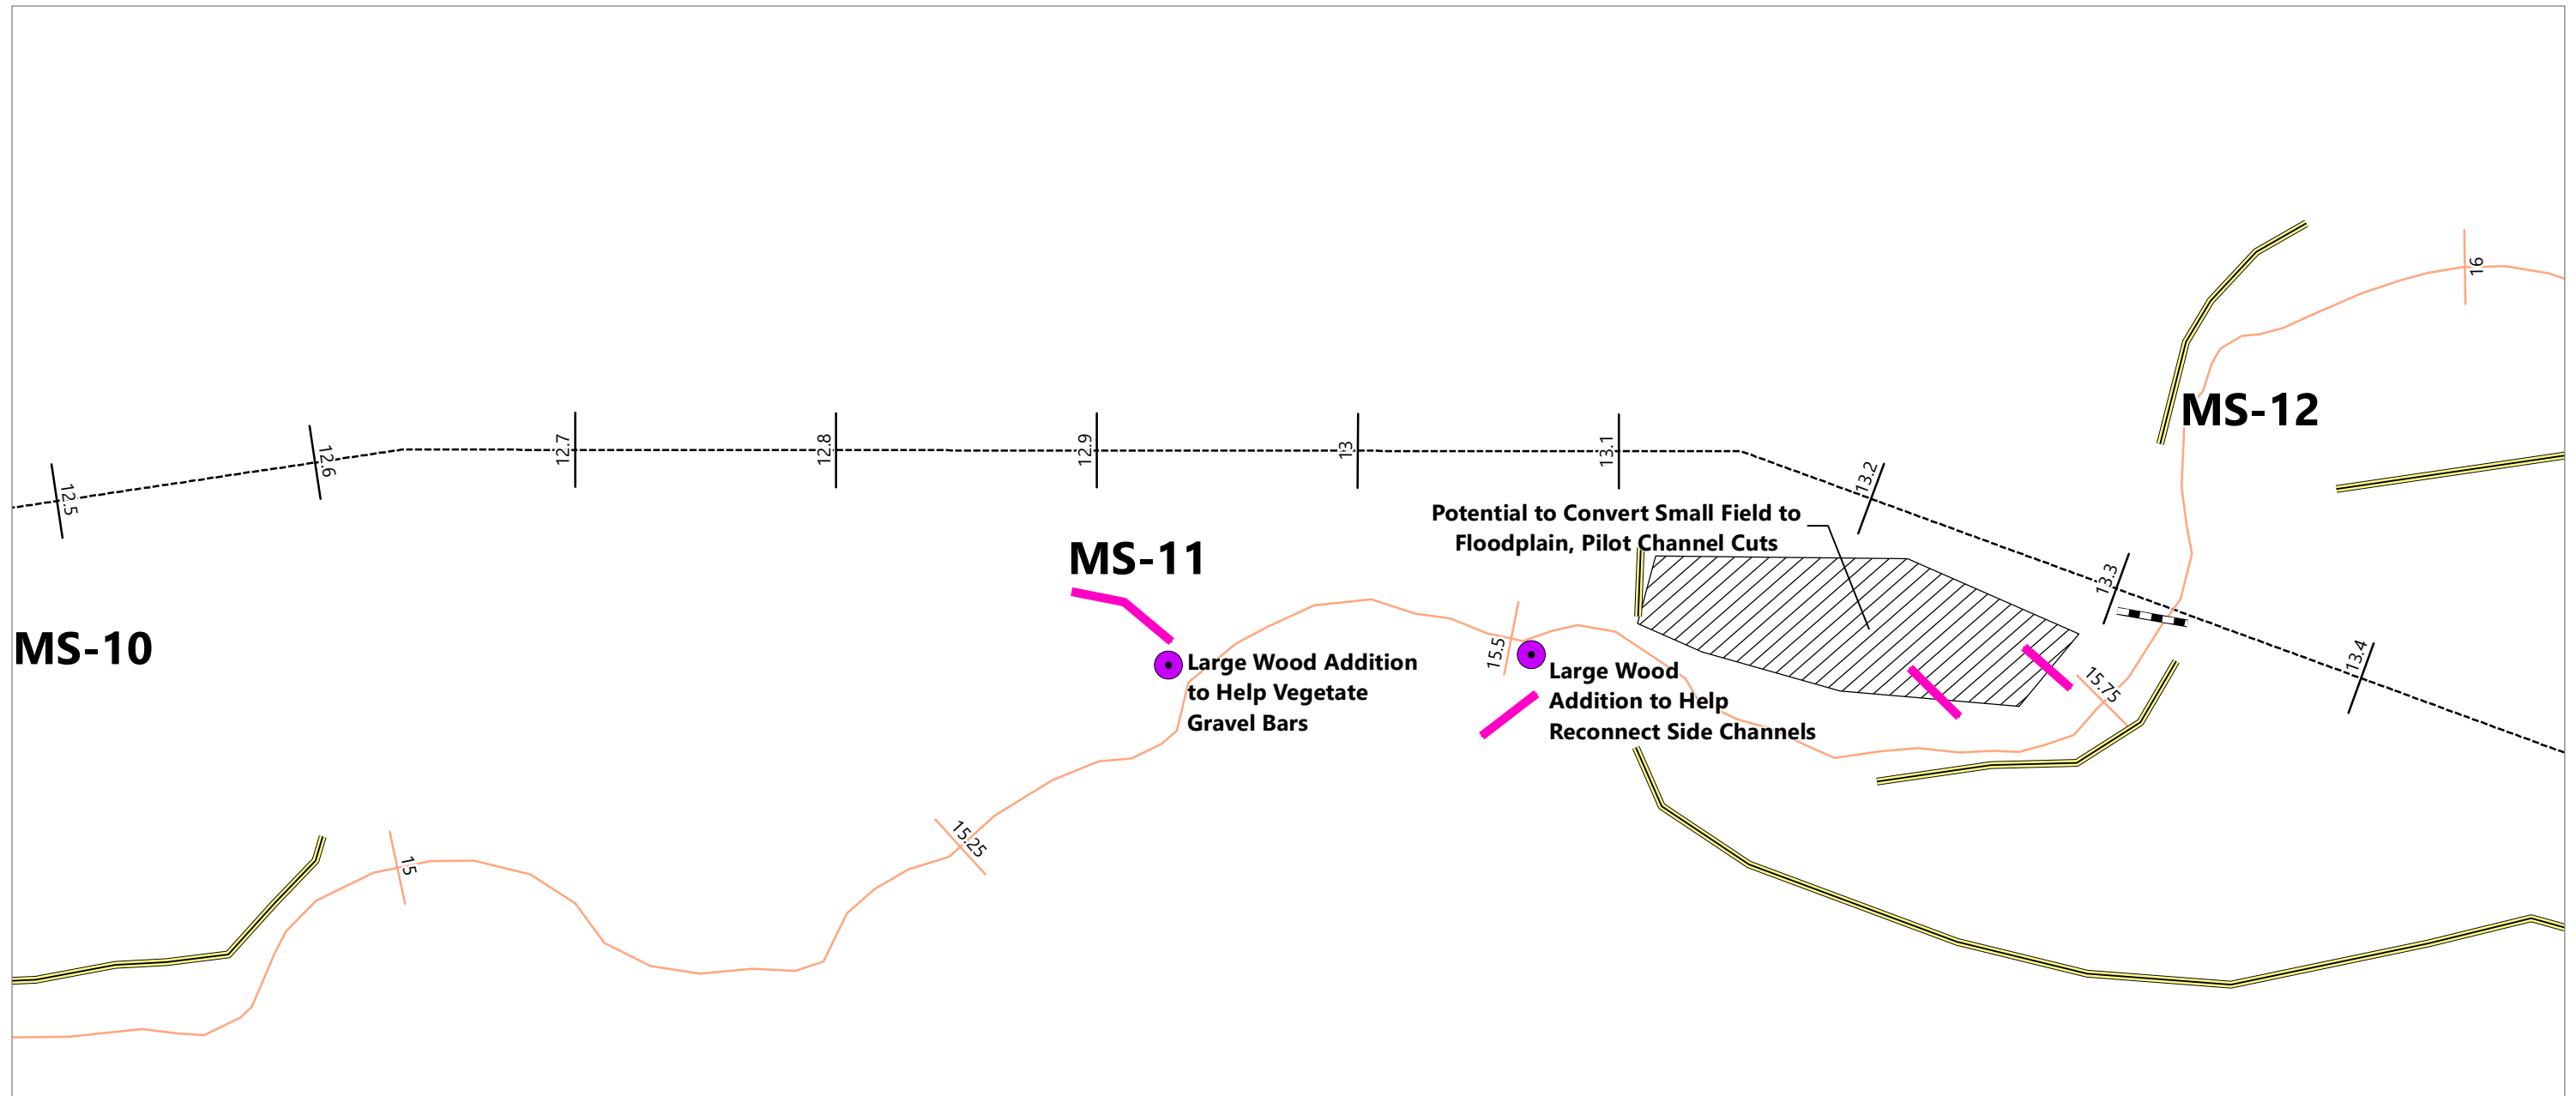 16
MS-12
12.5
12.6
12.7
12.8
12.9
13
13.1
13.2
13.3
13.4
Potential to Convert Small Field to
Floodplain, Pilot Channel Cuts
MS-11
MS-10
Large Wood Addition
to Help Vegetate
Gravel Bars
15.5
Large Wood
Addition to Help
Reconnect Side Channels
15.75
15.25
15